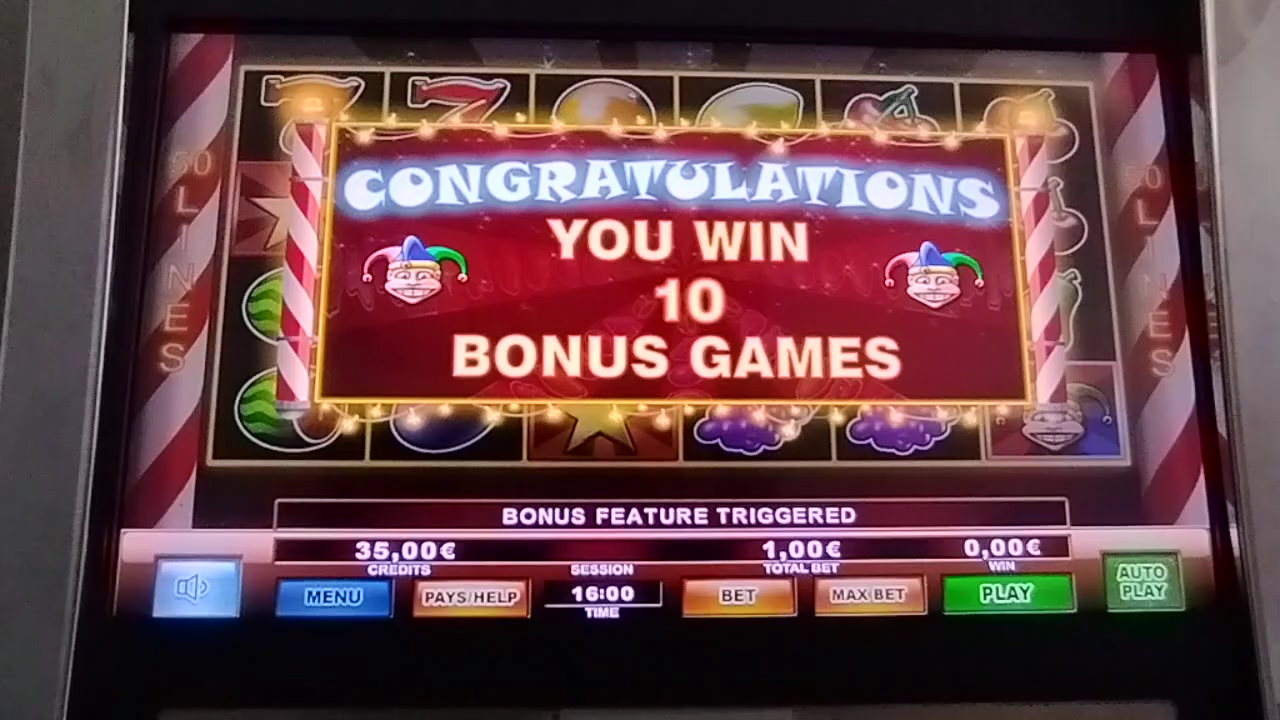 CONGRATULATIONS
YOU WIN
10
BONUS GAMES
50 LINES
50 LINES
BONUS FEATURE TRIGGERED
35,00€ 1,00€ 0,00€
CREDITS SESSION TOTAL BET WIN
MENU PAYS/HELP 16:00 BET MAX BET PLAY AUTO PLAY
TIME